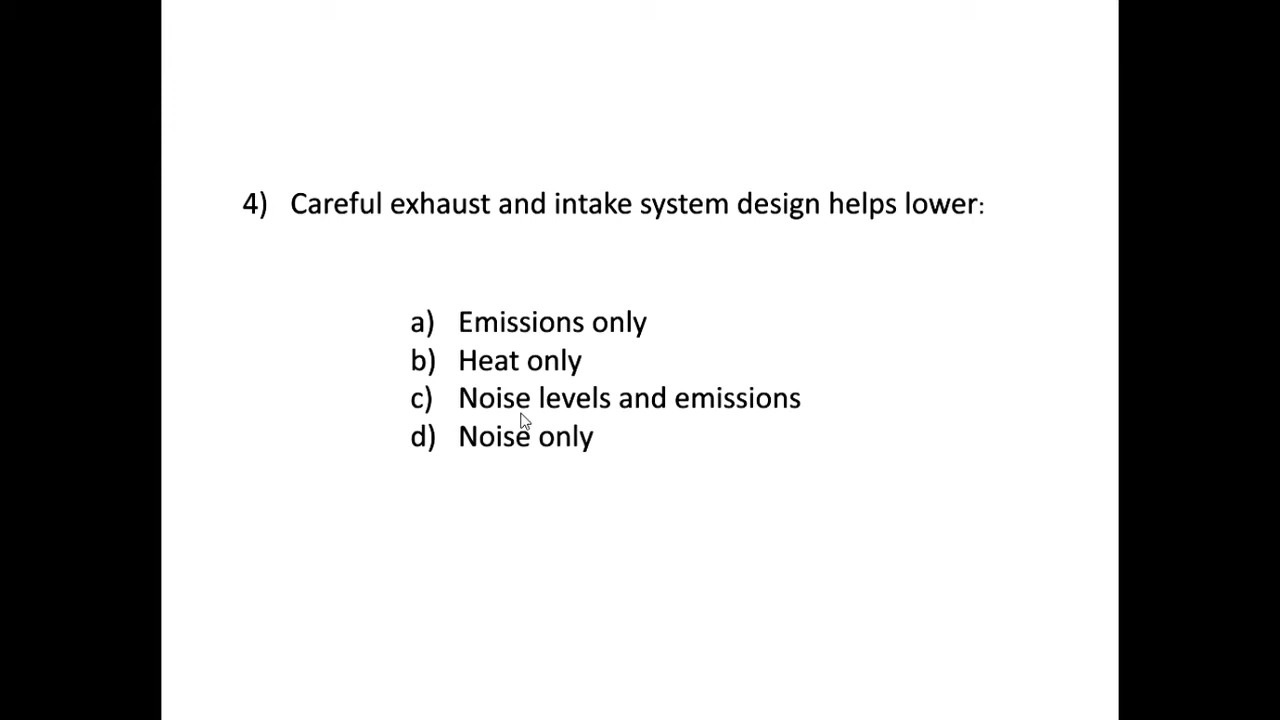 4) Careful exhaust and intake system design helps lower:
a) Emissions only
b) Heat only
c) Noise levels and emissions
d) Noise only